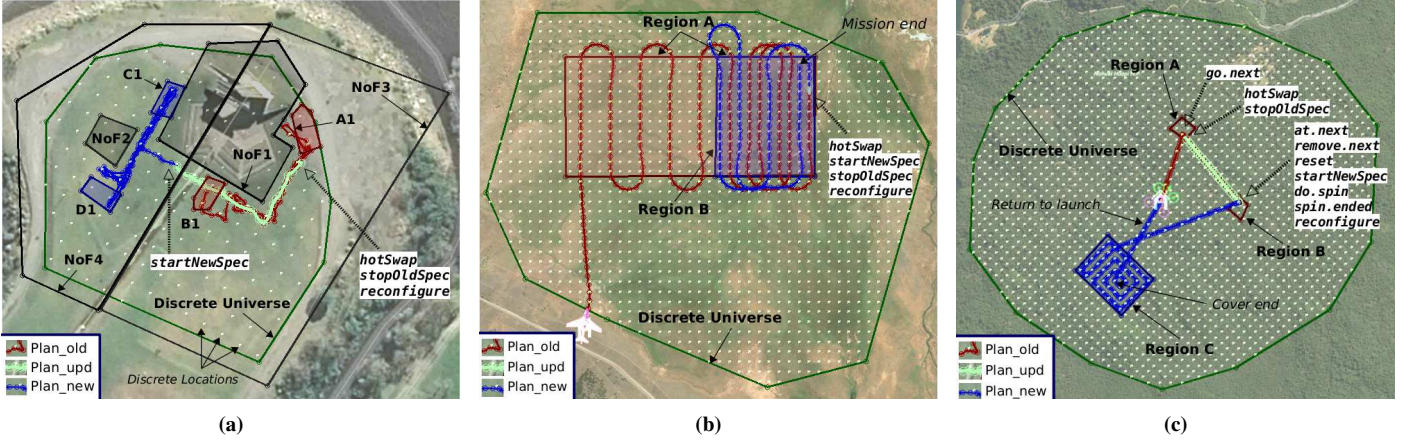 C1
NoF3
NoF2
A1
NoF1
D1
B1
startNewSpec
hotSwap
stopOldSpec
reconfigure
NoF4
Discrete Universe
Discrete Locations
Plan_old
Plan_upd
Plan_new
(a)
Region A
Mission end
hotSwap
startNewSpec
stopOldSpec
reconfigure
Region B
Discrete Universe
Plan_old
Plan_upd
Plan_new
(b)
Region A
go.next
hotSwap
stopOldSpec
at.next
remove.next
reset
startNewSpec
do.spin
spin.ended
reconfigure
Discrete Universe
Return to launch
Region B
Cover end
Region C
Plan_old
Plan_upd
Plan_new
(c)